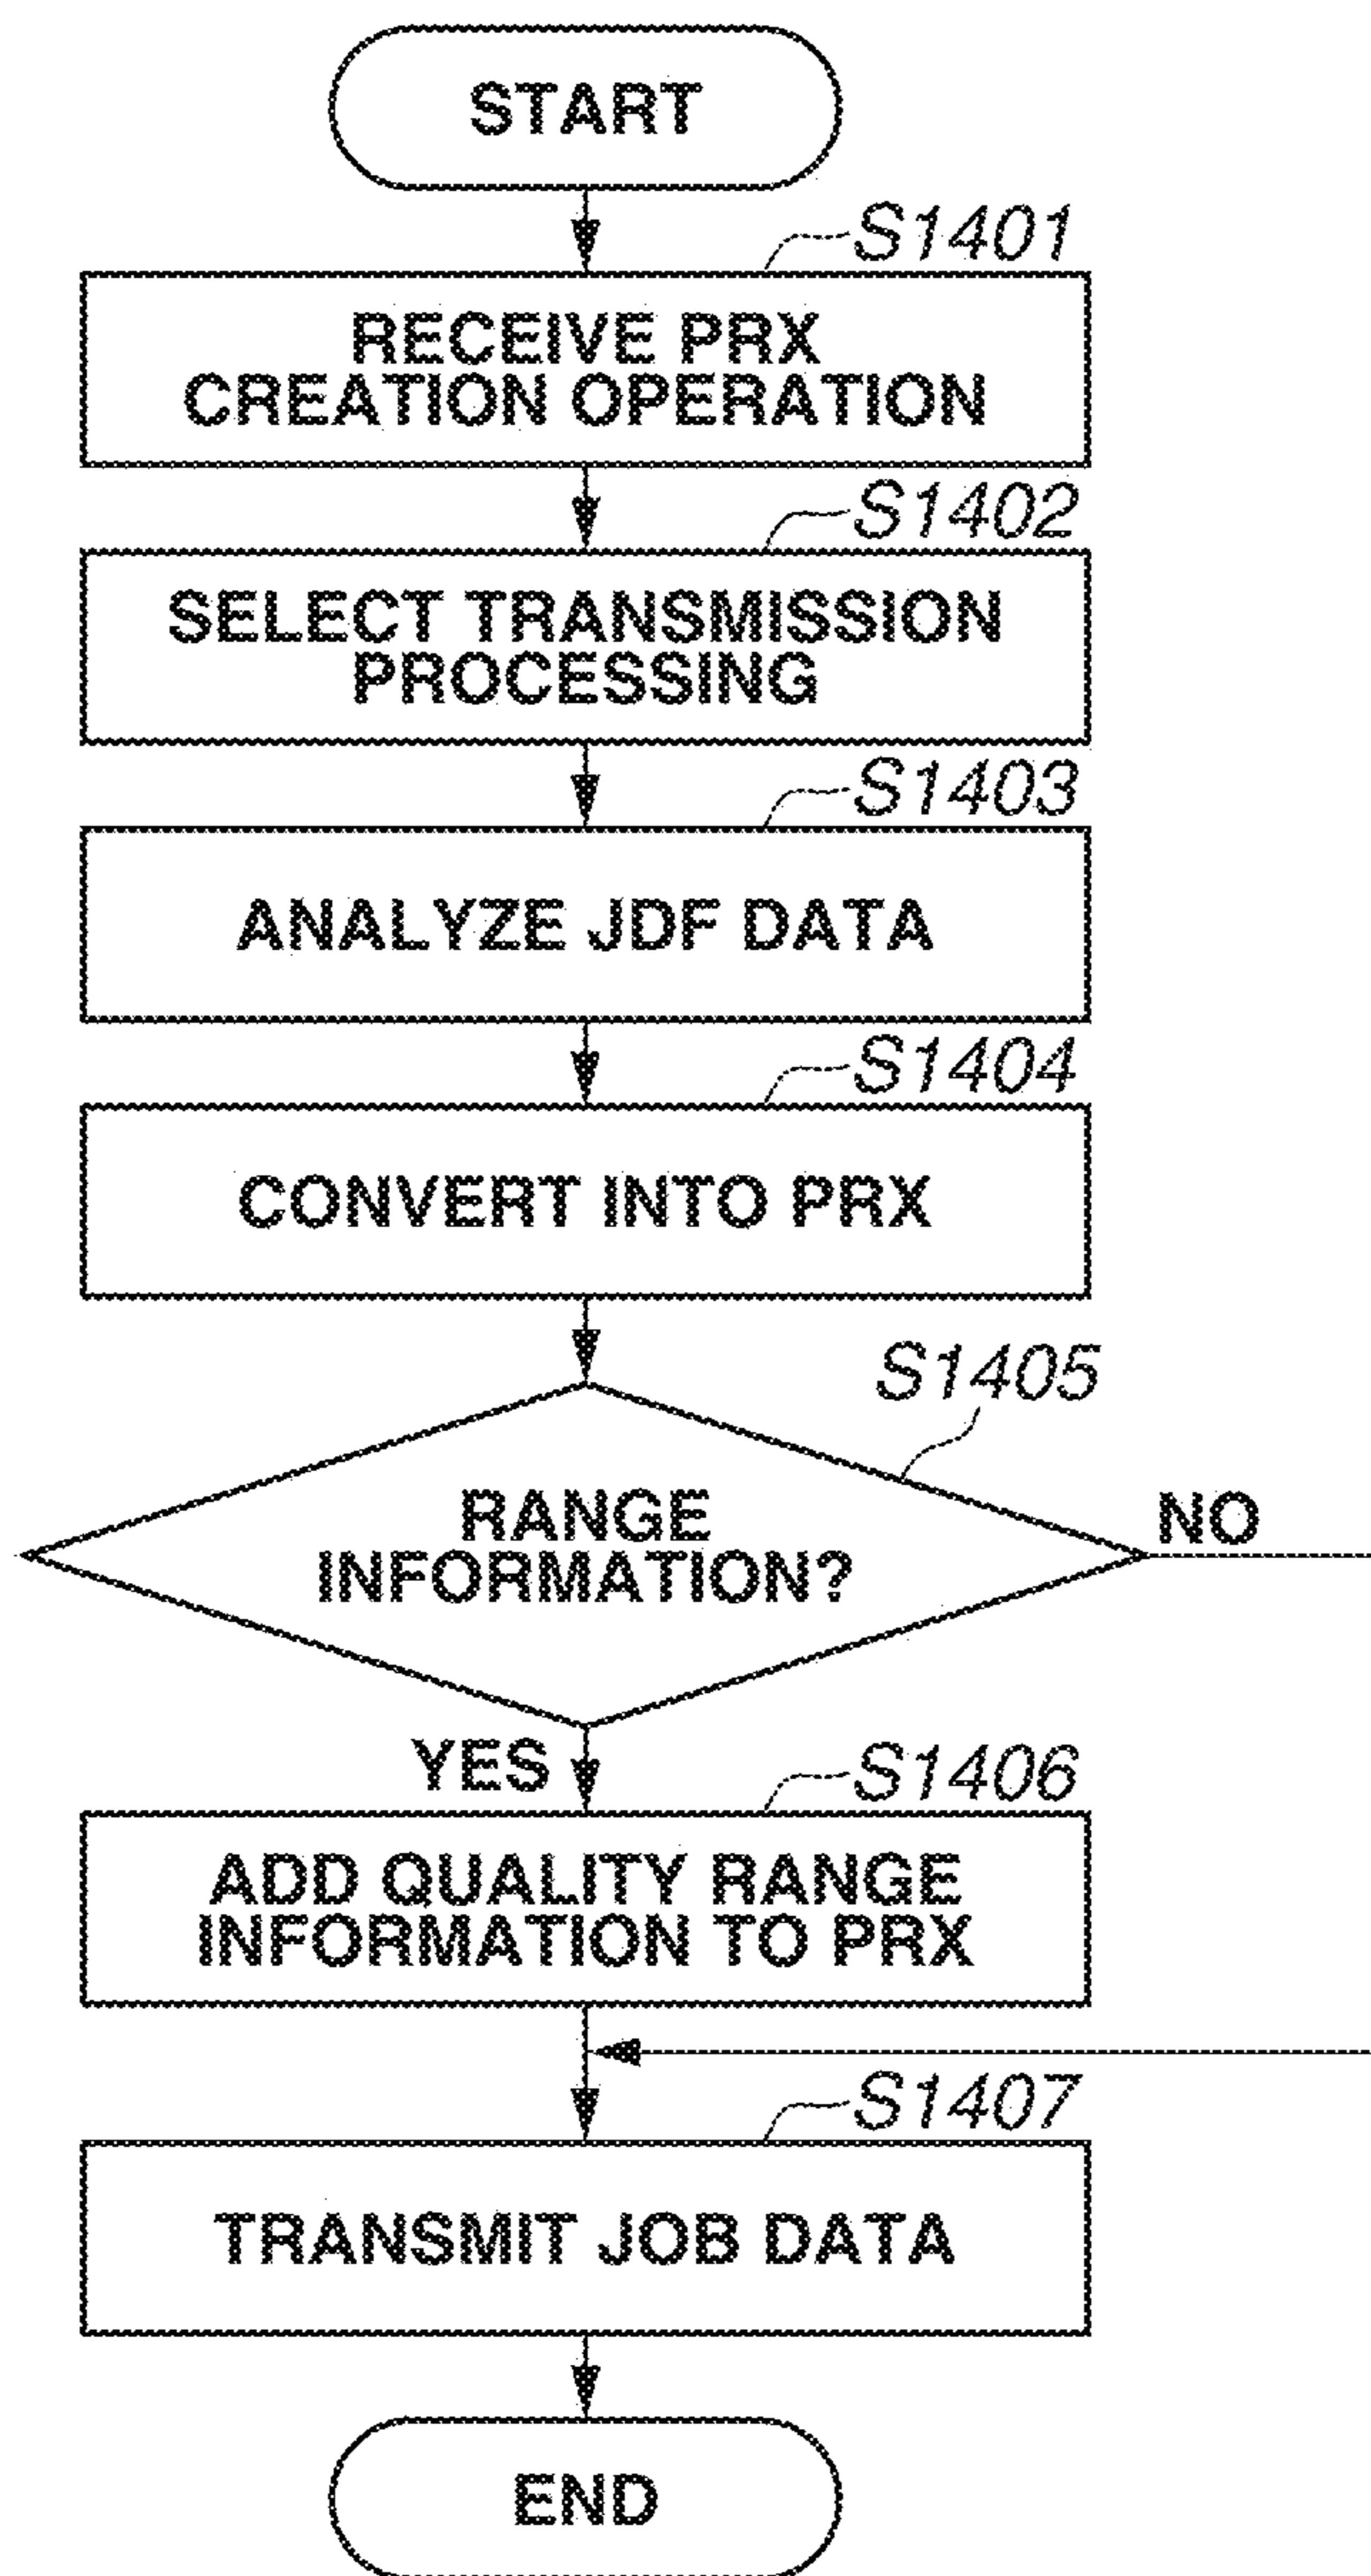 START
S1401
RECEIVE PRX
CREATION OPERATION
S1402
SELECT TRANSMISSION
PROCESSING
S1403
ANALYZE JDF DATA
S1404
CONVERT INTO PRX
S1405
RANGE
INFORMATION?
NO
YES
S1406
ADD QUALITY RANGE
INFORMATION TO PRX
S1407
TRANSMIT JOB DATA
END